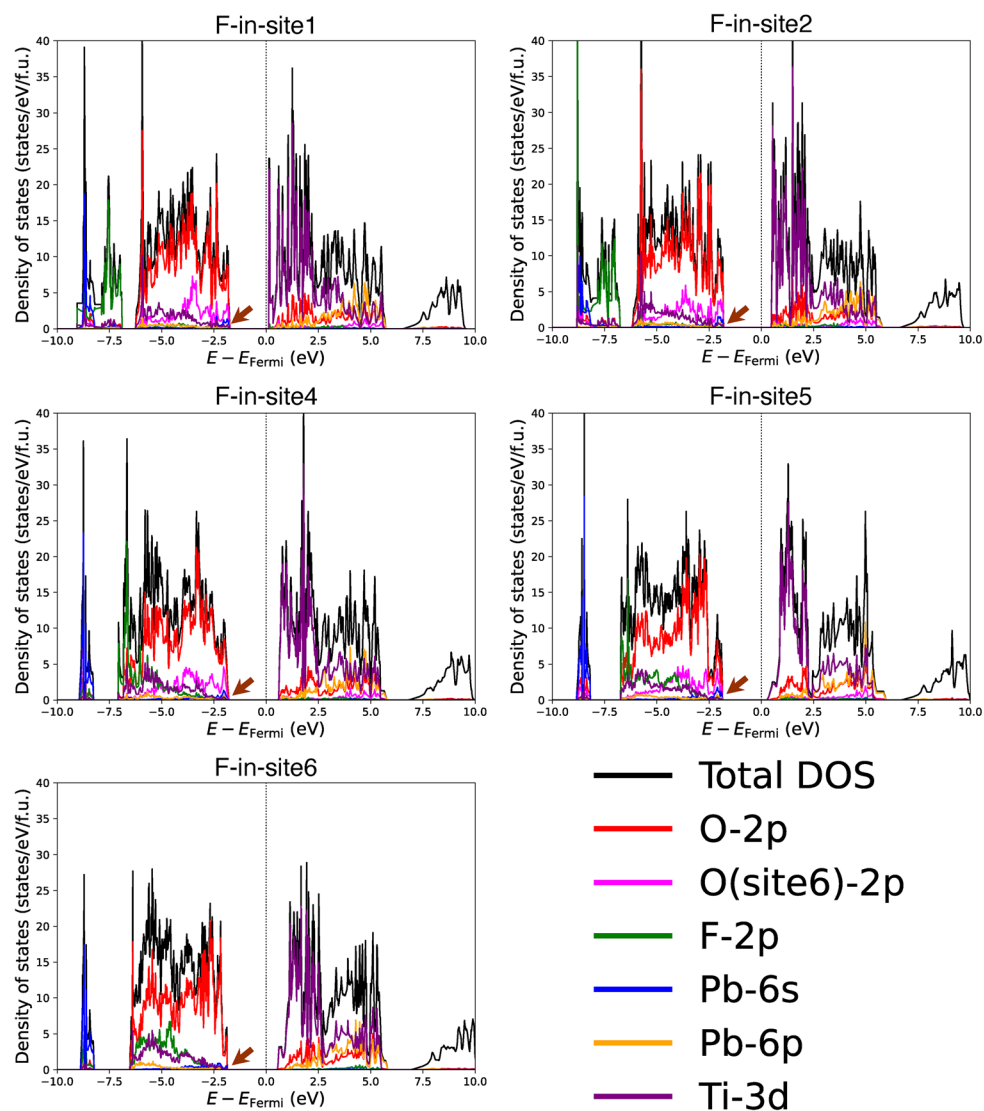 F-in-site1
Density of states (states/eV/f.u.)
40
35
30
25
20
15
10
5
0
−10.0 −7.5 −5.0 −2.5 0.0 2.5 5.0 7.5 10.0
E − E_Fermi (eV)
F-in-site2
Density of states (states/eV/f.u.)
40
35
30
25
20
15
10
5
0
−10.0 −7.5 −5.0 −2.5 0.0 2.5 5.0 7.5 10.0
E − E_Fermi (eV)
F-in-site4
Density of states (states/eV/f.u.)
40
35
30
25
20
15
10
5
0
−10.0 −7.5 −5.0 −2.5 0.0 2.5 5.0 7.5 10.0
E − E_Fermi (eV)
F-in-site5
Density of states (states/eV/f.u.)
40
35
30
25
20
15
10
5
0
−10.0 −7.5 −5.0 −2.5 0.0 2.5 5.0 7.5 10.0
E − E_Fermi (eV)
F-in-site6
Density of states (states/eV/f.u.)
40
35
30
25
20
15
10
5
0
−10.0 −7.5 −5.0 −2.5 0.0 2.5 5.0 7.5 10.0
E − E_Fermi (eV)
Total DOS
O-2p
O(site6)-2p
F-2p
Pb-6s
Pb-6p
Ti-3d